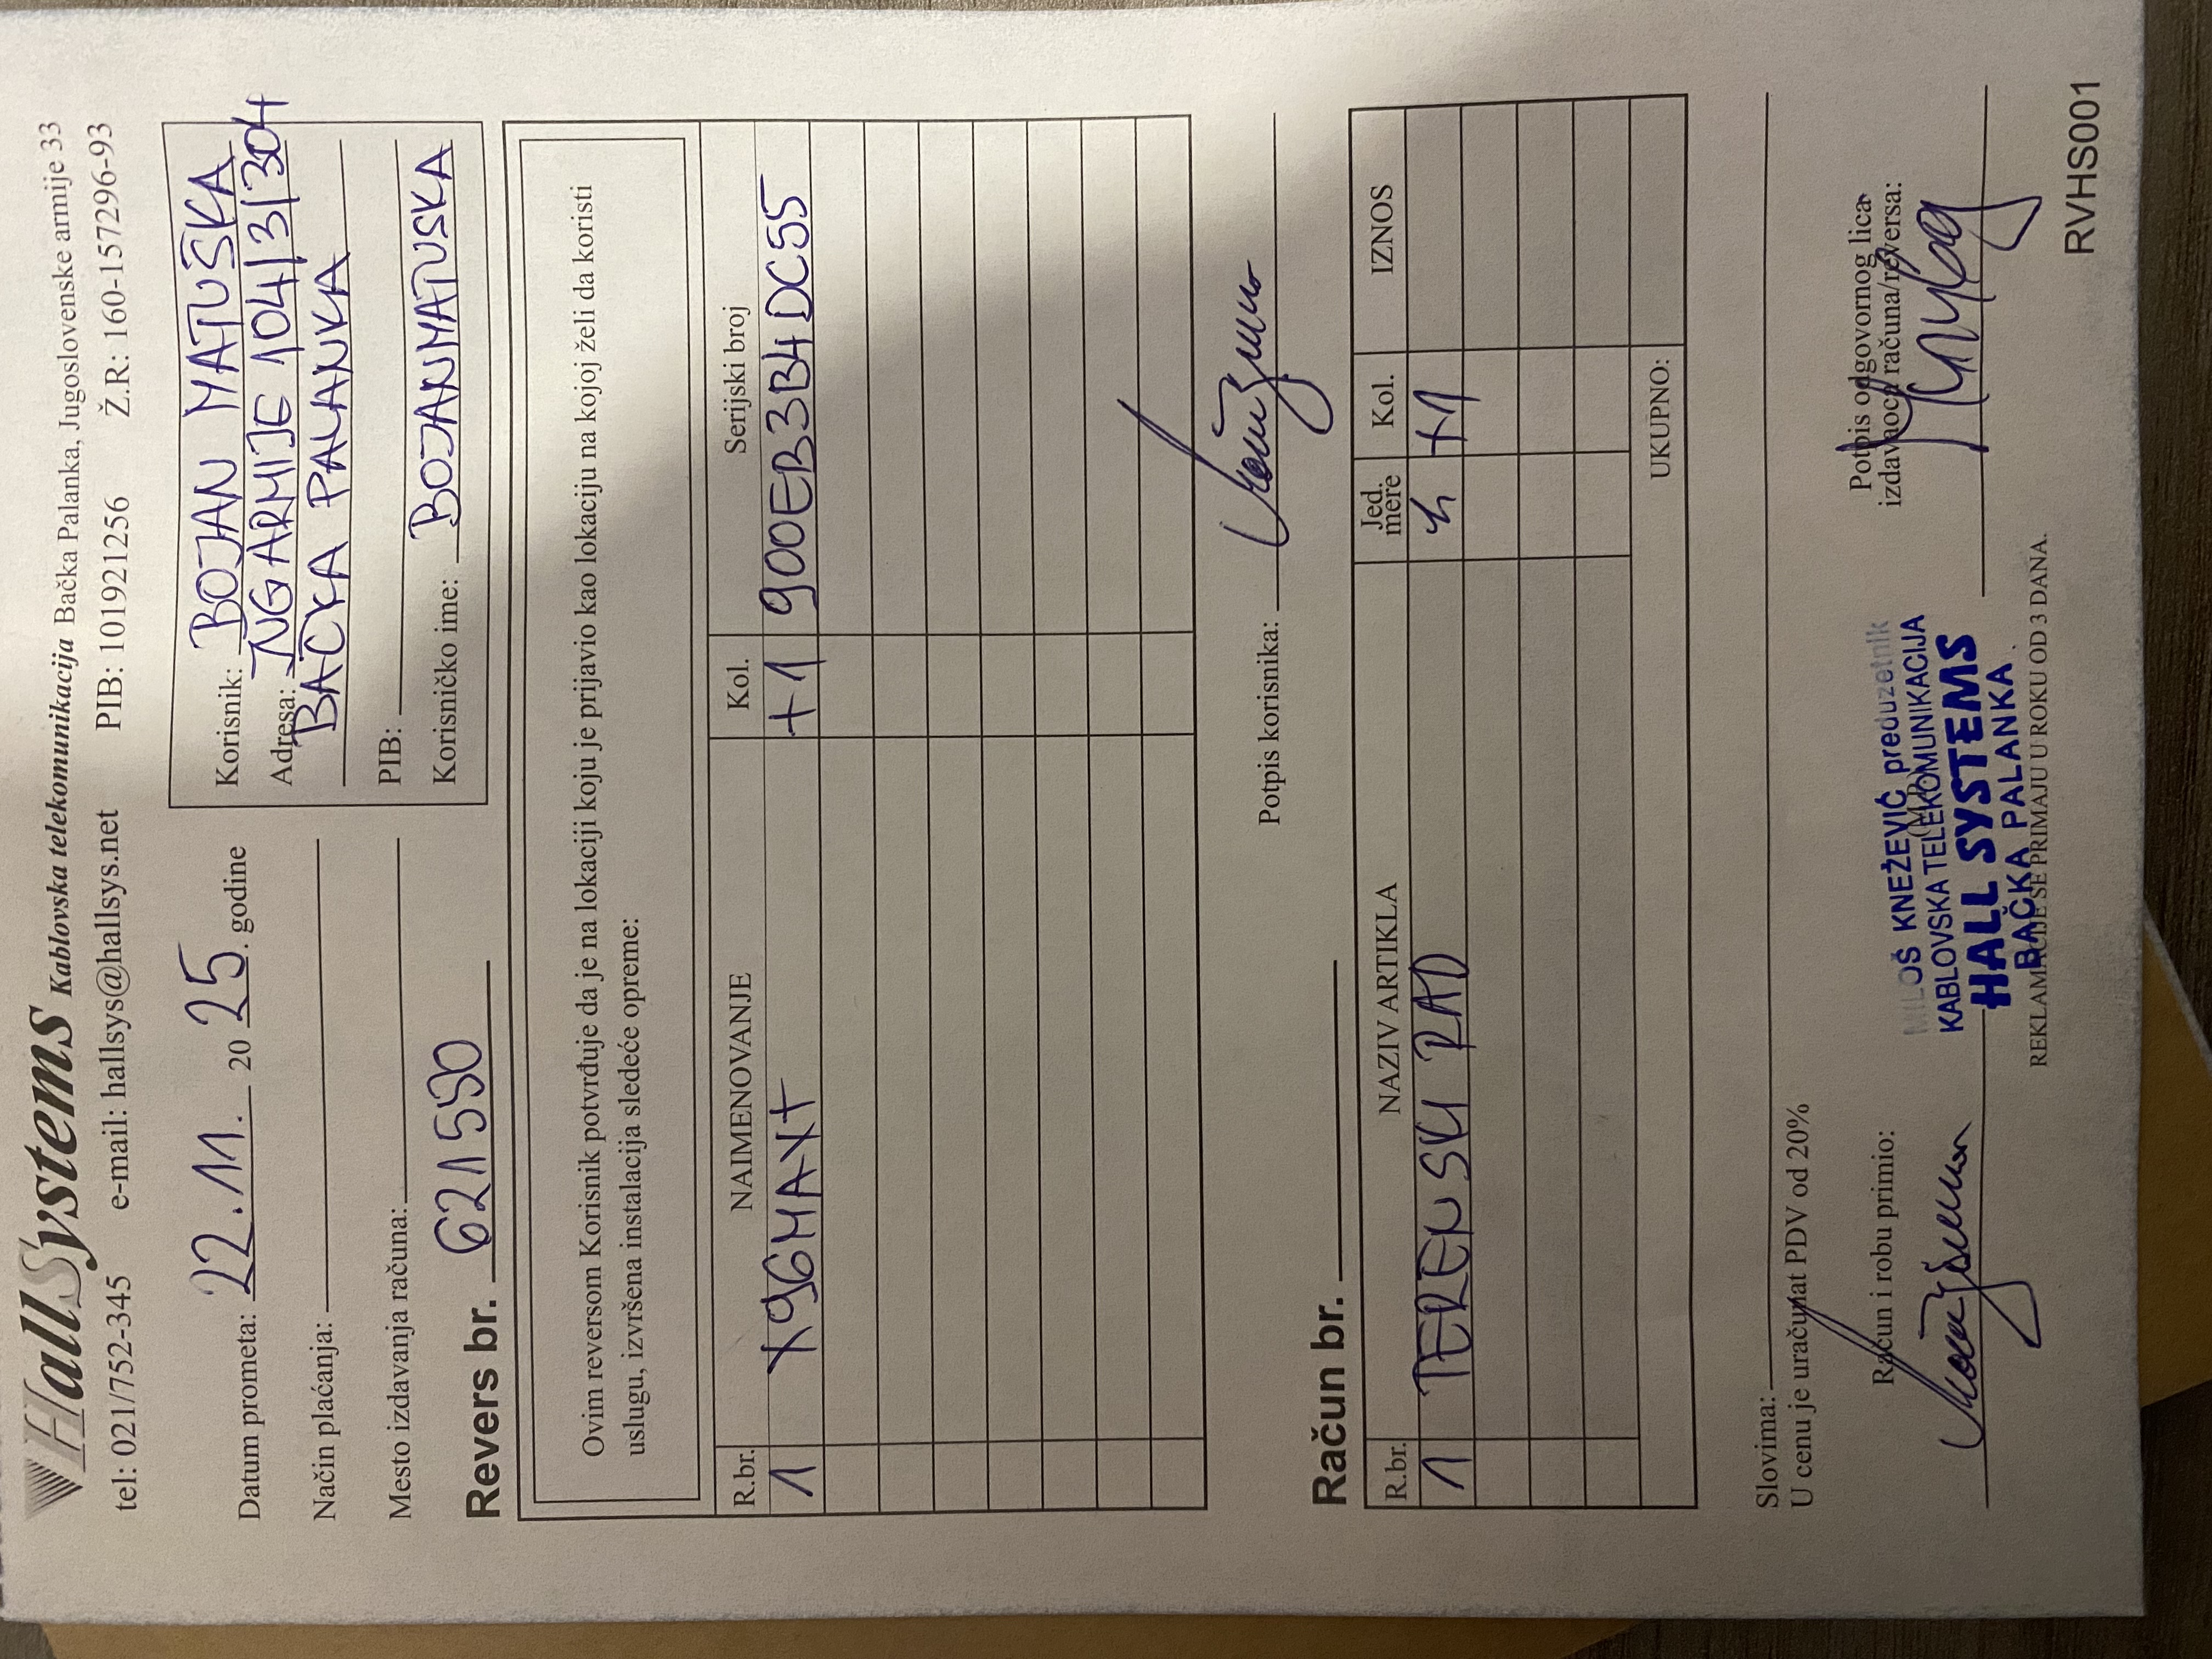 HallSystems Kablovska telekomunikacija Bačka Palanka, Jugoslovenske armije 33
tel: 021/752-345 e-mail: hallsys@hallsys.net PIB: 101921256 Ž.R: 160-157296-93
Datum prometa: 22.11. 20 25. godine
Način plaćanja:
Mesto izdavanja računa:
Korisnik: BOJAN MATUŠKA
Adresa: JNG ARMIJE 104/3/304
BAČKA PALANKA
PIB:
Korisničko ime: BOJANMATUSKA
Revers br. 621590
Ovim reversom Korisnik potvrđuje da je na lokaciji koju je prijavio kao lokaciju na kojoj želi da koristi
uslugu, izvršena instalacija sledeće opreme:
R.br. NAIMENOVANJE Kol. Serijski broj
1 X96MAX+ +1 900EB3B4DC55
Potpis korisnika:
Račun br.
R.br. NAZIV ARTIKLA Jed. mere Kol. IZNOS
1 TERENSKI RAD h +1
UKUPNO:
Slovima:
U cenu je uračunat PDV od 20%
Račun i robu primio:
Potpis odgovornog lica
izdavaoca računa/reversa:
MILOŠ KNEŽEVIĆ preduzetnik
KABLOVSKA TELEKOMUNIKACIJA
HALL SYSTEMS
BAČKA PALANKA
REKLAMACIJE SE PRIMAJU U ROKU OD 3 DANA.
RVHS001